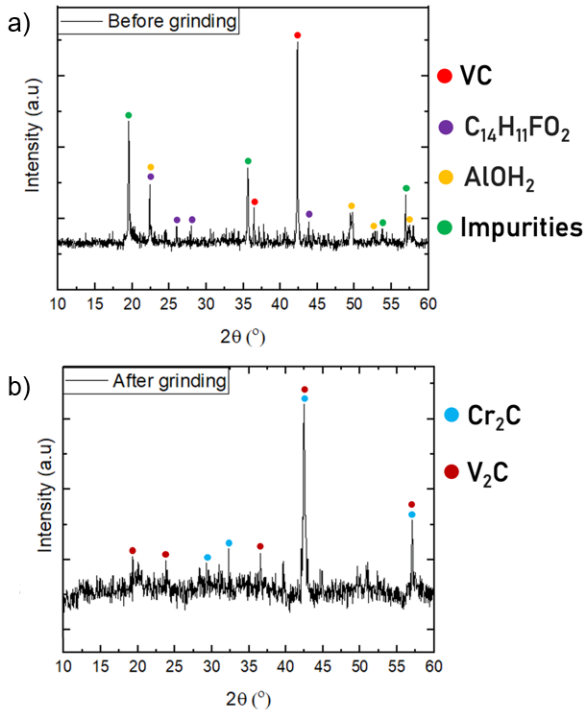 a)
Before grinding
Intensity (a.u)
10 15 20 25 30 35 40 45 50 55 60
2θ (°)
VC
C₁₄H₁₁FO₂
AlOH₂
Impurities
b)
After grinding
Intensity (a.u)
10 15 20 25 30 35 40 45 50 55 60
2θ (°)
Cr₂C
V₂C